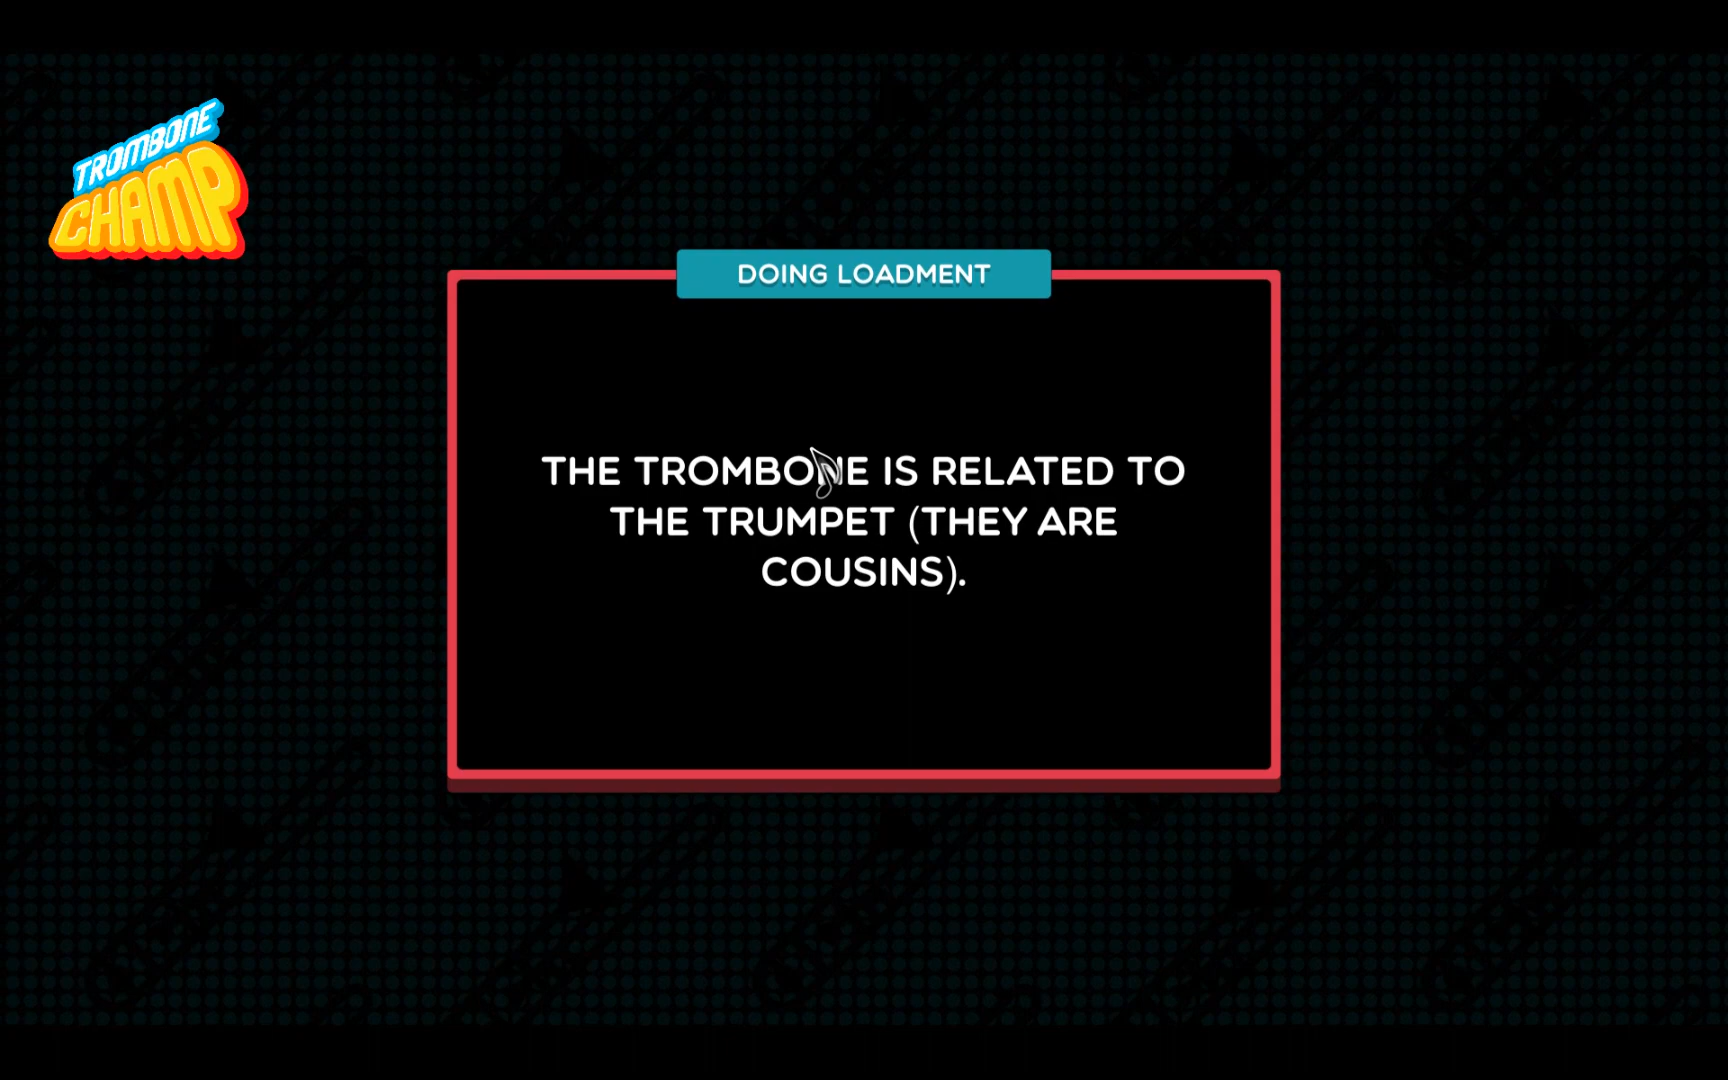 TROMBONE
CHAMP
DOING LOADMENT
THE TROMBONE IS RELATED TO
THE TRUMPET (THEY ARE
COUSINS).